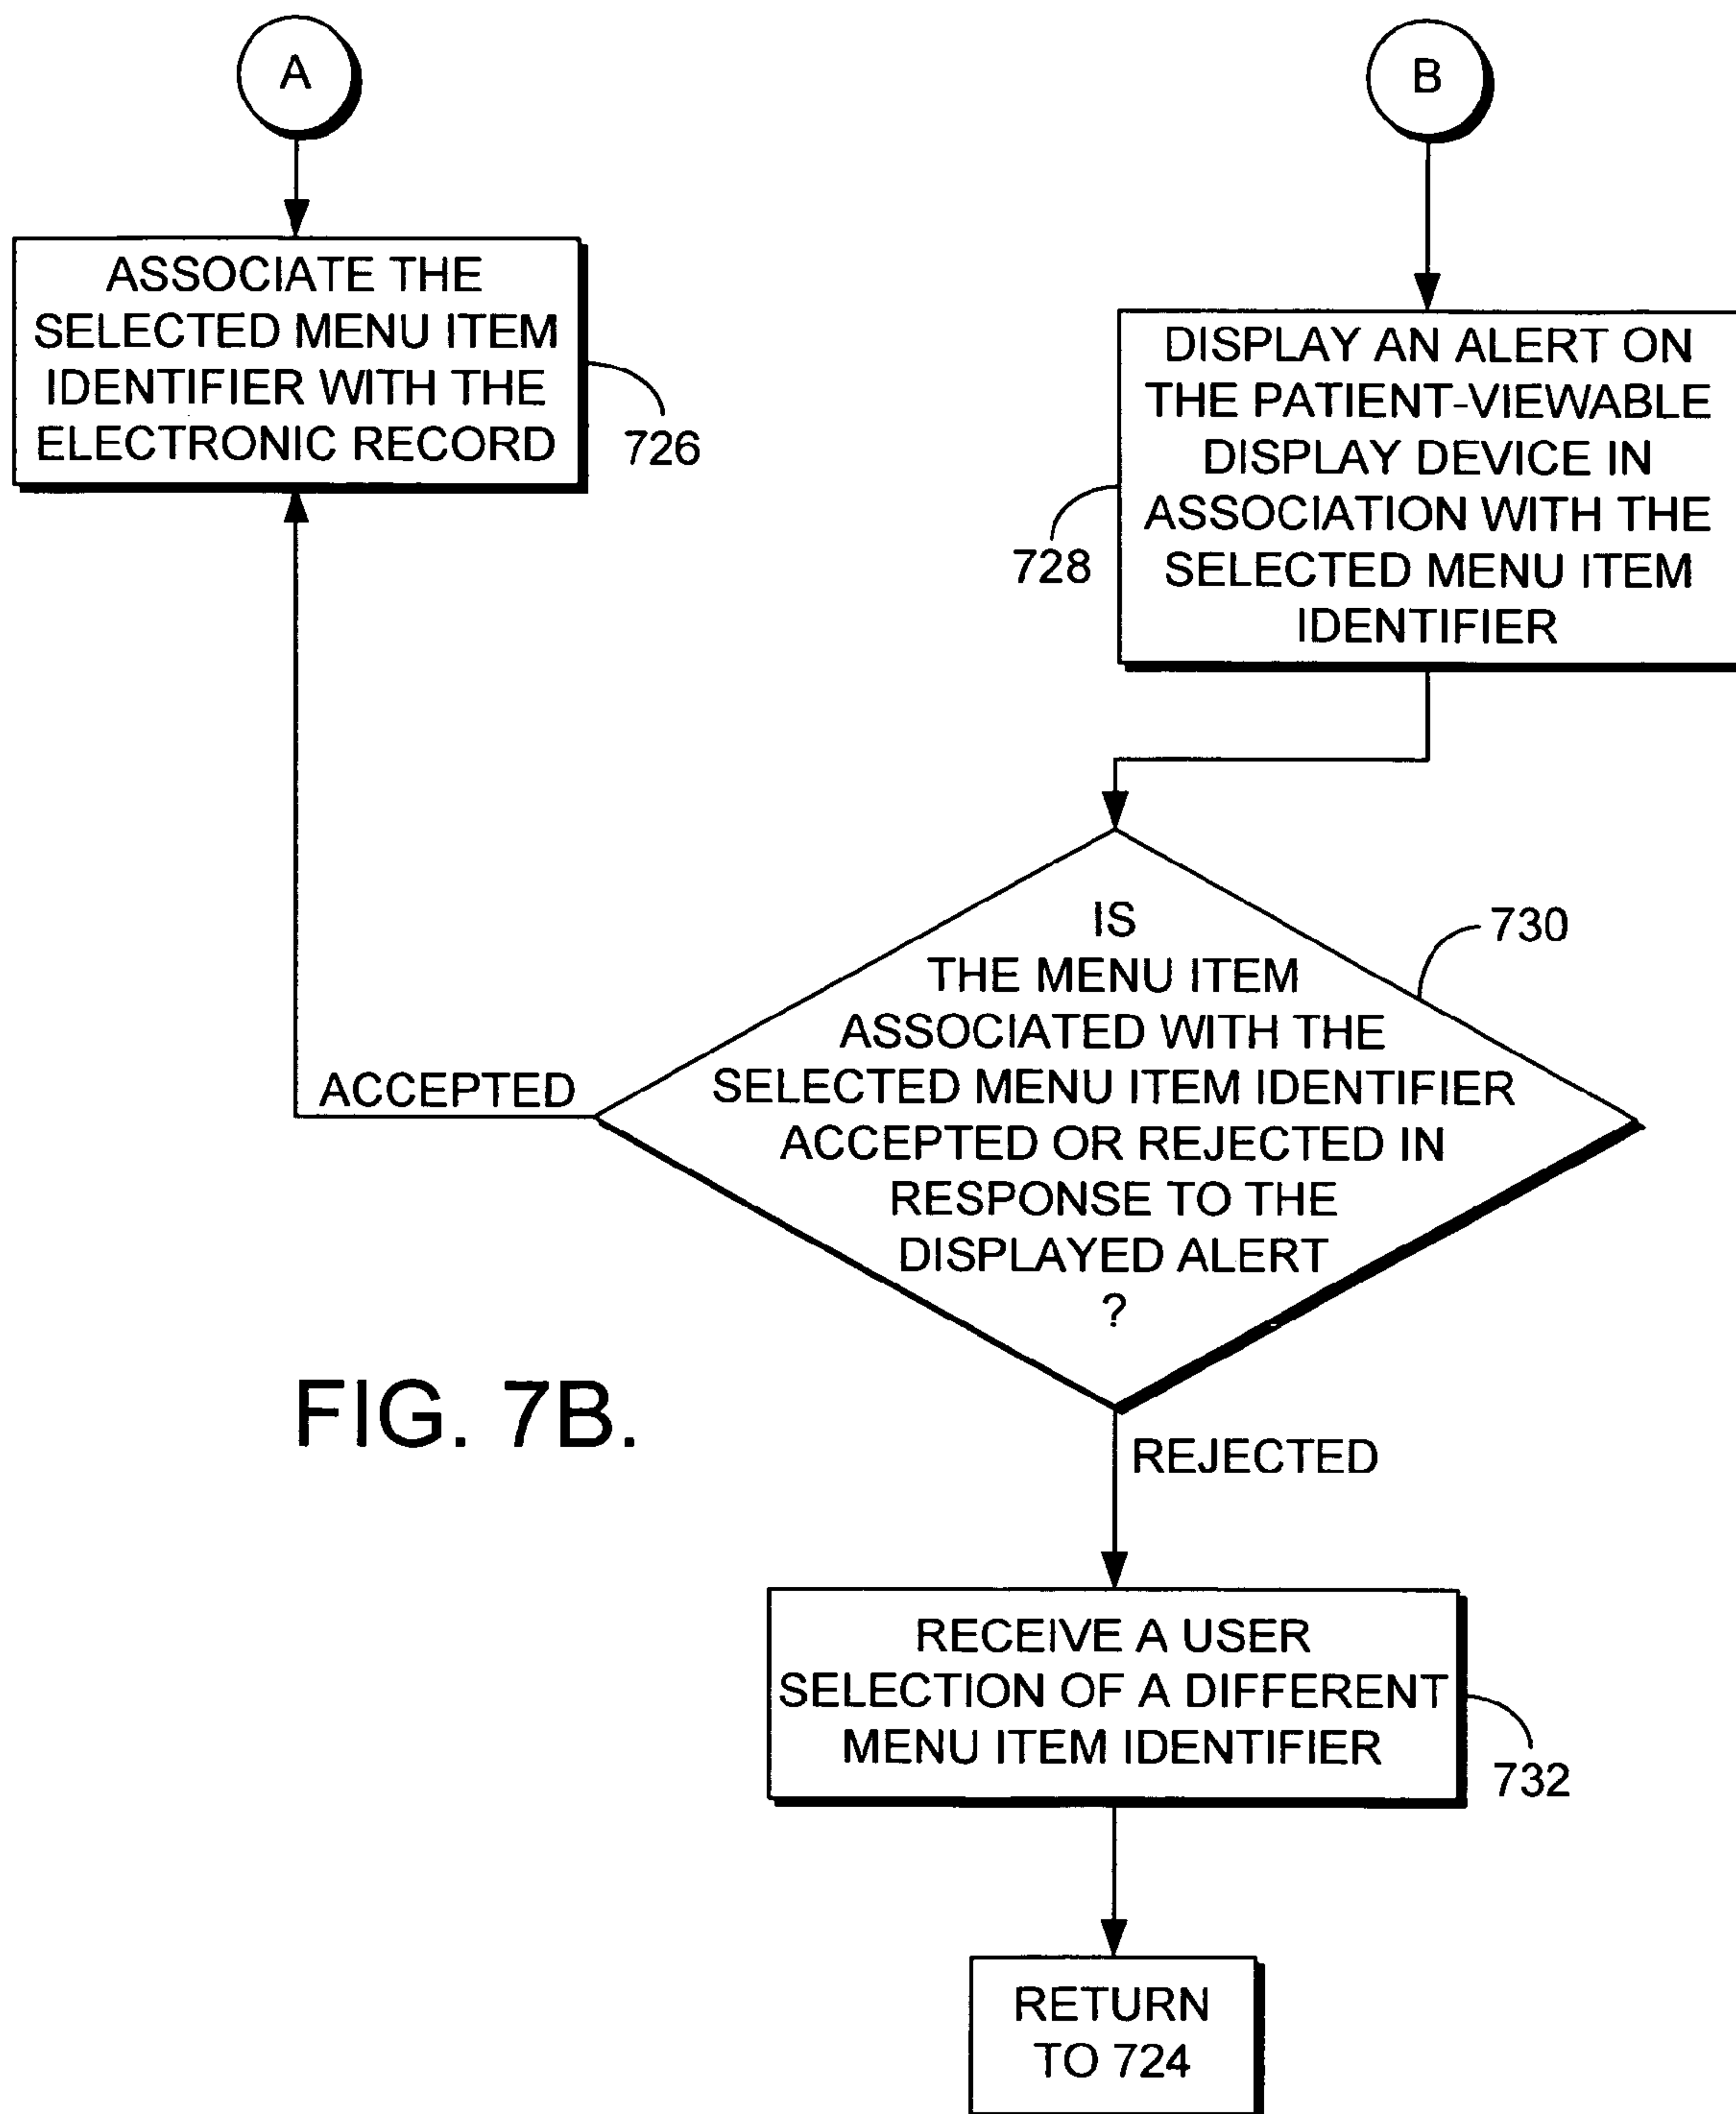 A
B
ASSOCIATE THE
SELECTED MENU ITEM
IDENTIFIER WITH THE
ELECTRONIC RECORD
726
DISPLAY AN ALERT ON
THE PATIENT-VIEWABLE
DISPLAY DEVICE IN
ASSOCIATION WITH THE
SELECTED MENU ITEM
IDENTIFIER
728
IS
THE MENU ITEM
ASSOCIATED WITH THE
SELECTED MENU ITEM IDENTIFIER
ACCEPTED OR REJECTED IN
RESPONSE TO THE
DISPLAYED ALERT
?
730
ACCEPTED
FIG. 7B.
REJECTED
RECEIVE A USER
SELECTION OF A DIFFERENT
MENU ITEM IDENTIFIER
732
RETURN
TO 724